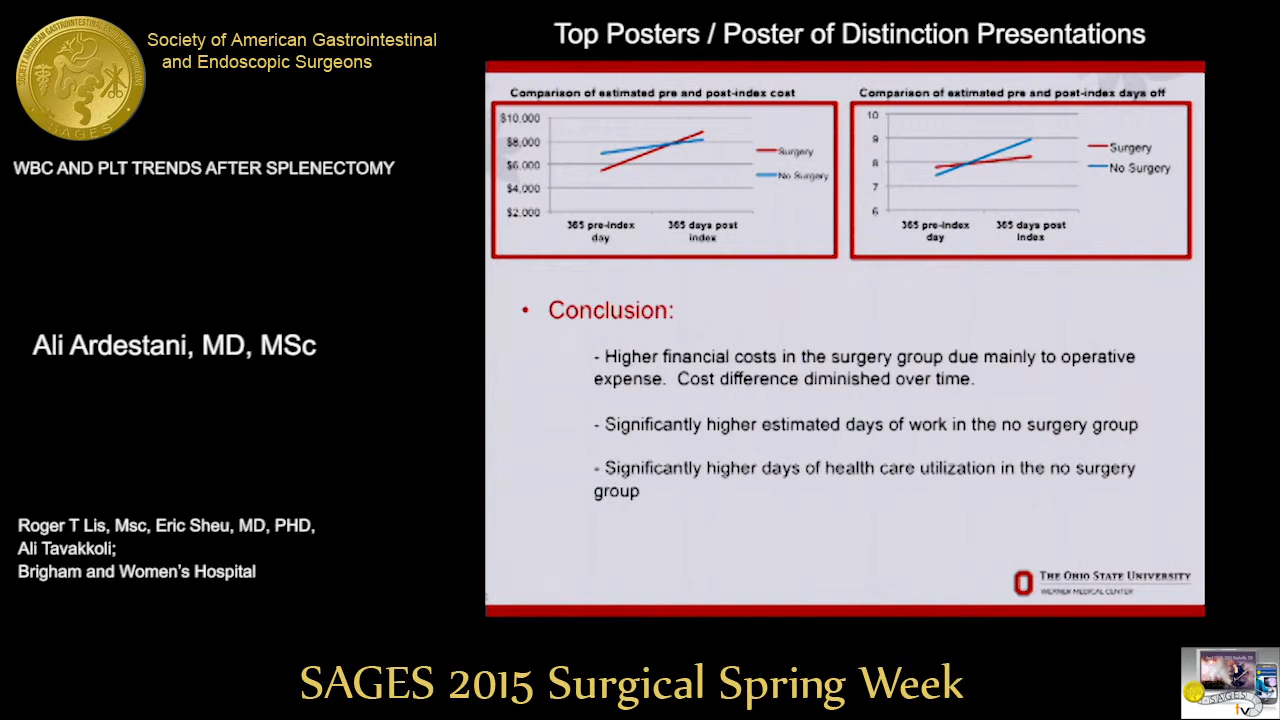 Society of American Gastrointestinal
and Endoscopic Surgeons
Top Posters / Poster of Distinction Presentations
WBC AND PLT TRENDS AFTER SPLENECTOMY
Ali Ardestani, MD, MSc
Roger T Lis, Msc, Eric Sheu, MD, PHD,
Ali Tavakkoli;
Brigham and Women's Hospital
Comparison of estimated pre and post-index cost
$10,000
$8,000
$6,000
$4,000
$2,000
365 pre-index
day
365 days post
index
Surgery
No Surgery
Comparison of estimated pre and post-index days off
10
9
8
7
6
365 pre-index
day
365 days post
index
Surgery
No Surgery
• Conclusion:
- Higher financial costs in the surgery group due mainly to operative
expense. Cost difference diminished over time.
- Significantly higher estimated days of work in the no surgery group
- Significantly higher days of health care utilization in the no surgery
group
THE OHIO STATE UNIVERSITY
WEXNER MEDICAL CENTER
SAGES 2015 Surgical Spring Week
SAGES
SAGES
tv